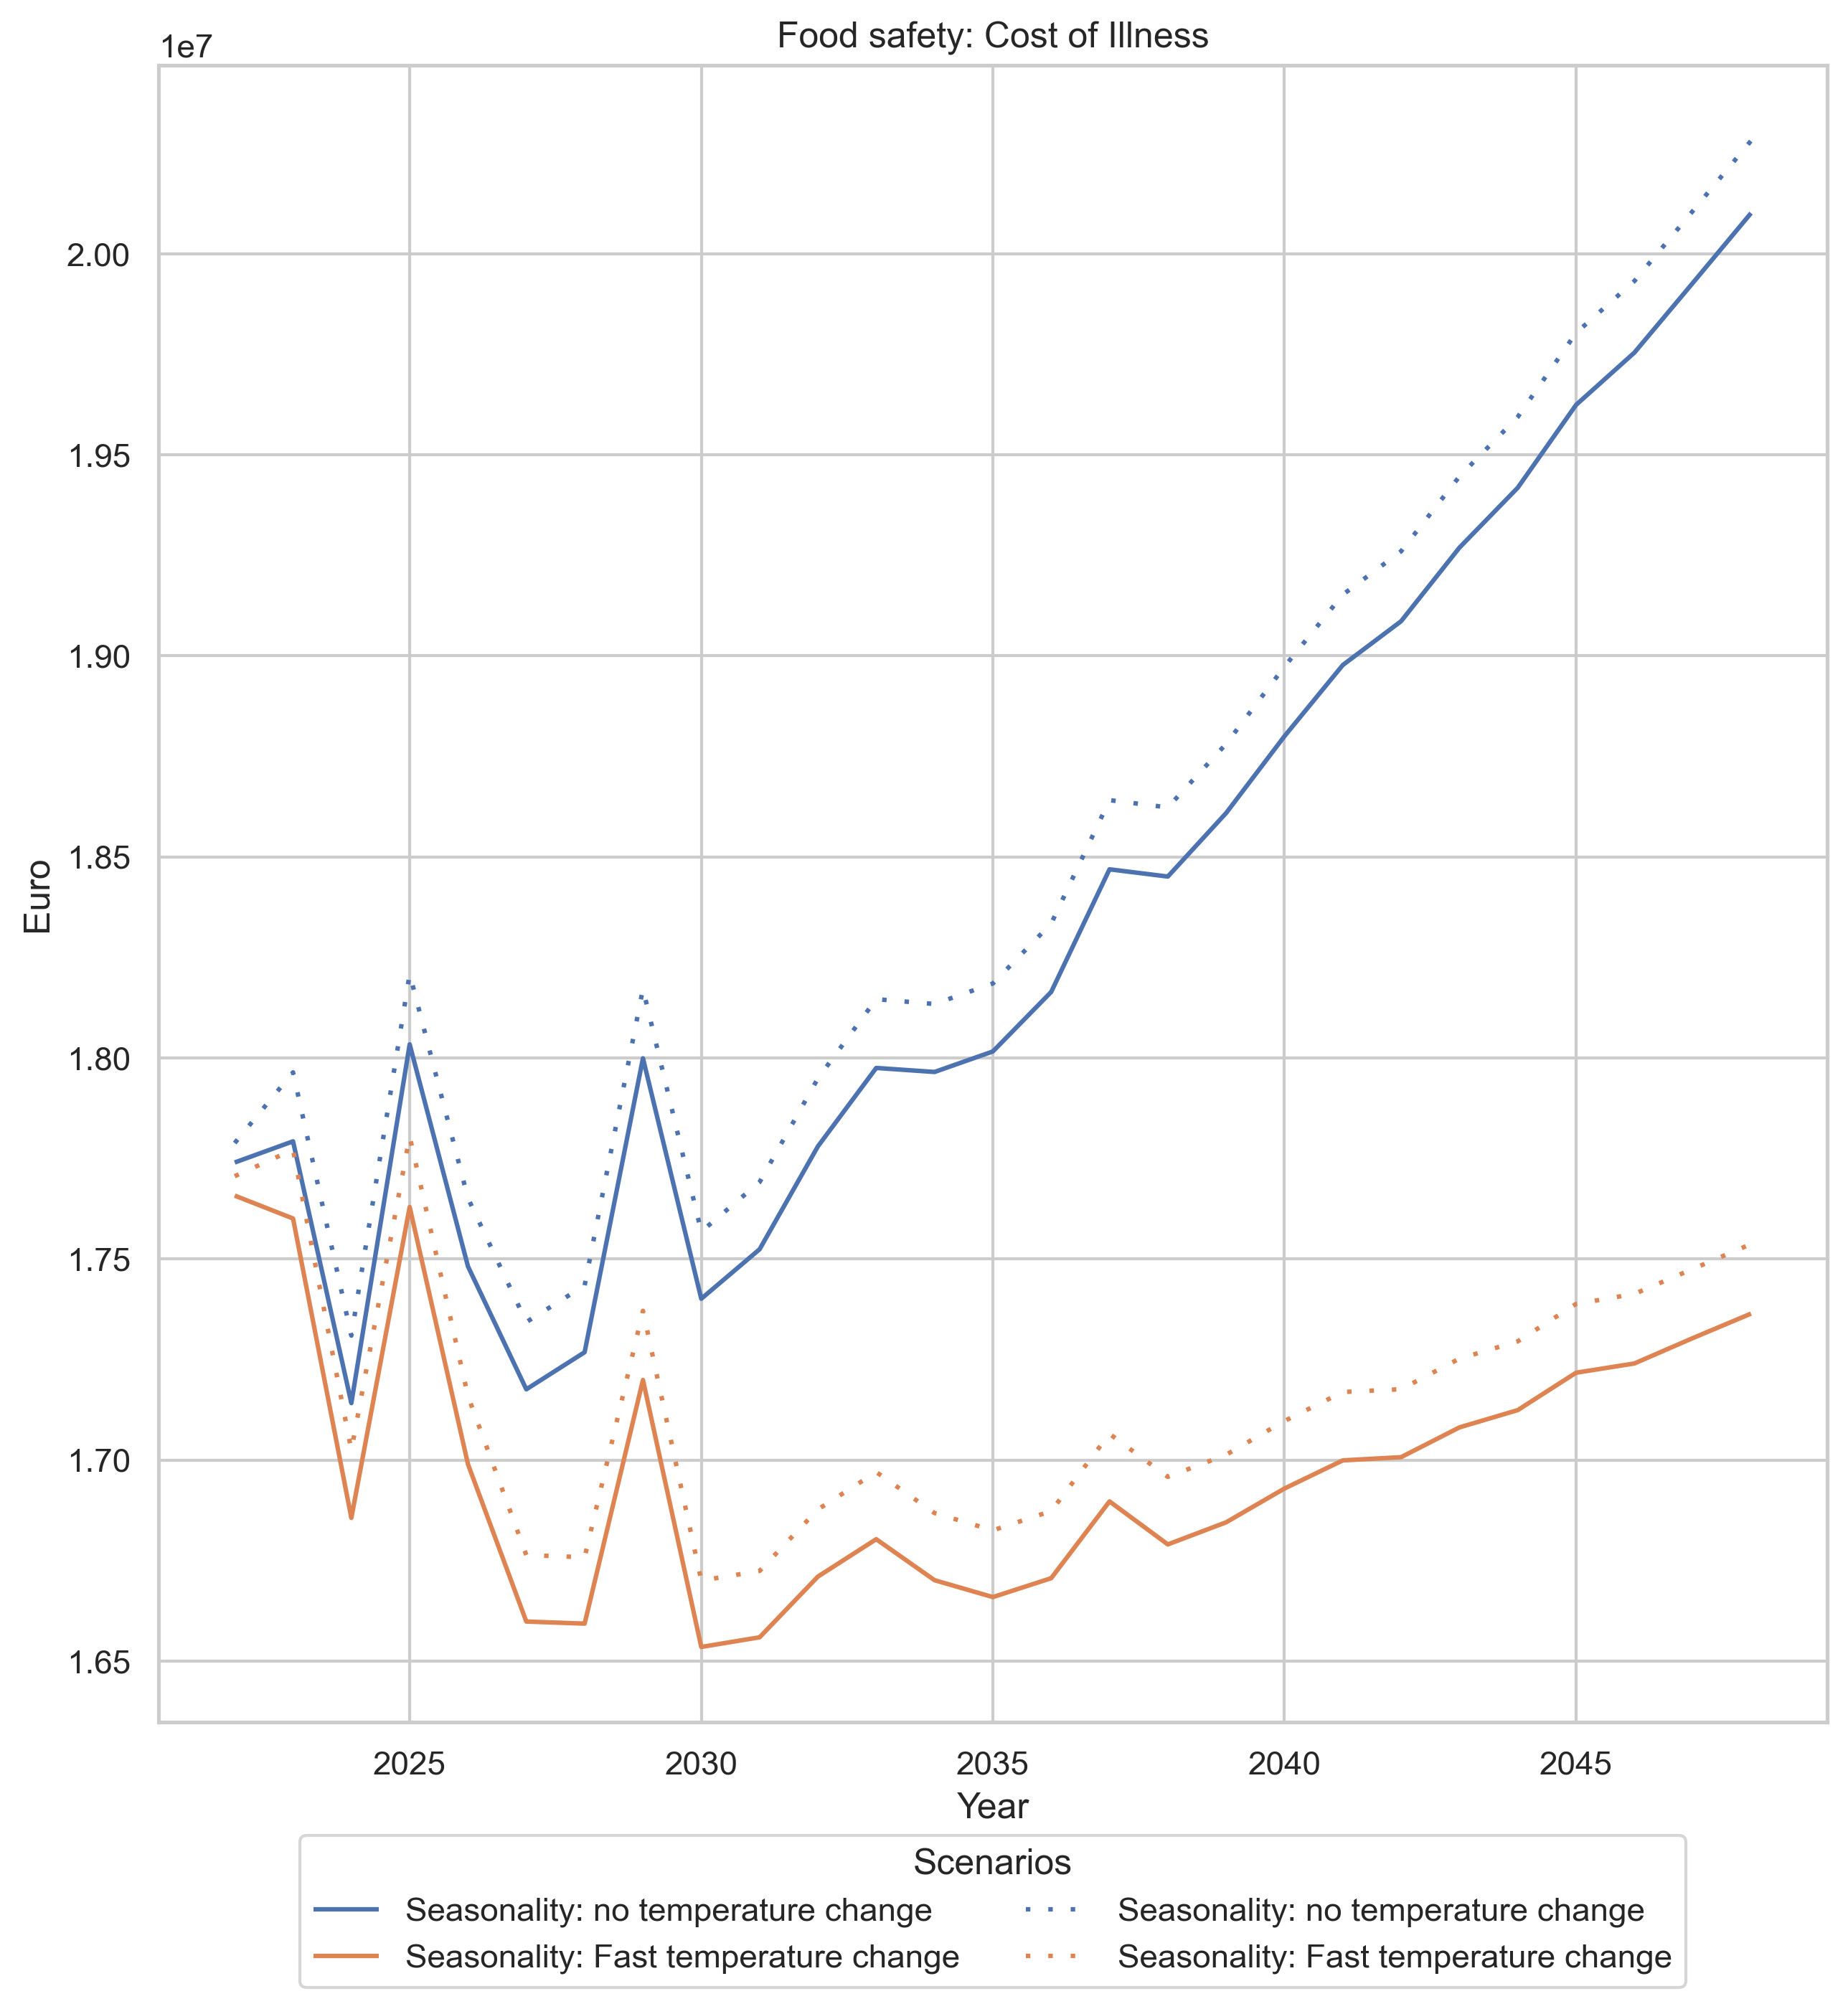 Food safety: Cost of Illness
1e7
2.00
1.95
1.90
1.85
1.80
1.75
1.70
1.65
Euro
2025 2030 2035 2040 2045
Year
Scenarios
Seasonality: no temperature change Seasonality: no temperature change
Seasonality: Fast temperature change Seasonality: Fast temperature change